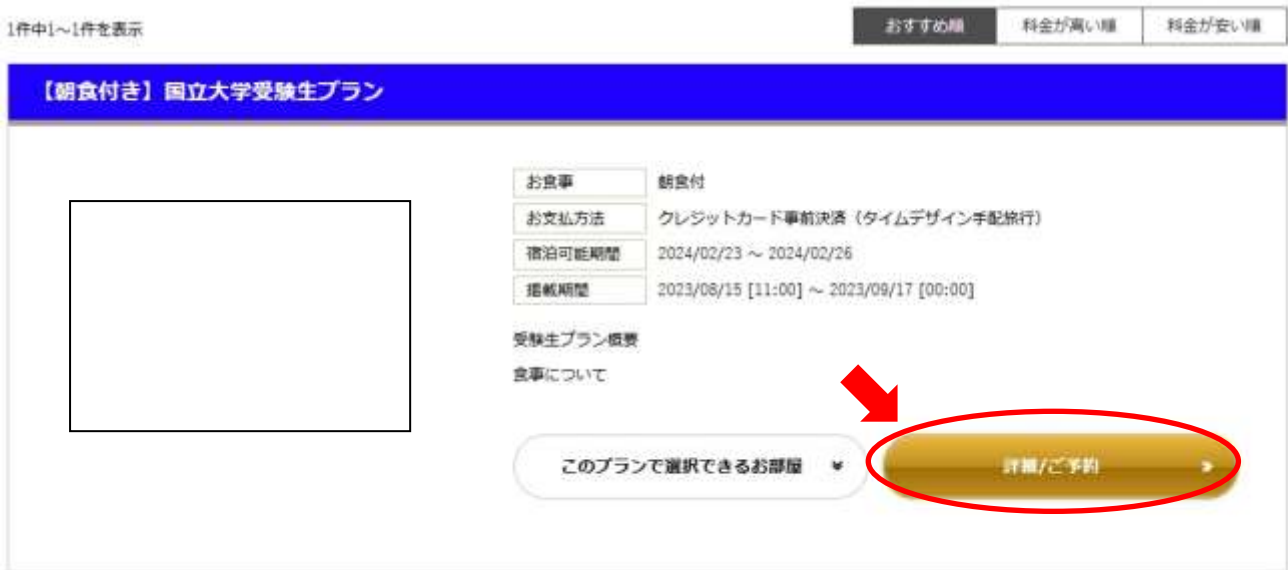 1件中1～1件を表示
おすすめ順 料金が高い順 料金が安い順
【朝食付き】国立大学受験生プラン
お食事 朝食付
お支払方法 クレジットカード事前決済（タイムデザイン手配旅行）
宿泊可能期間 2024/02/23 ～ 2024/02/26
掲載期間 2023/08/15 [11:00] ～ 2023/09/17 [00:00]
受験生プラン概要
食事について
このプランで選択できるお部屋
詳細/ご予約